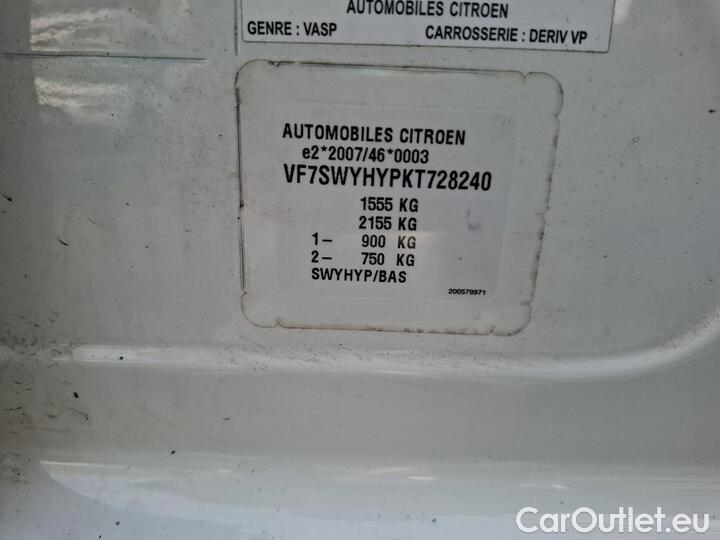 AUTOMOBILES CITROEN
GENRE : VASP CARROSSERIE : DERIV VP
AUTOMOBILES CITROEN
e2*2007/46*0003
VF7SWYHYPKT728240
1555 KG
2155 KG
1- 900 KG
2- 750 KG
SWYHYP/BAS
200579971
CarOutlet.eu